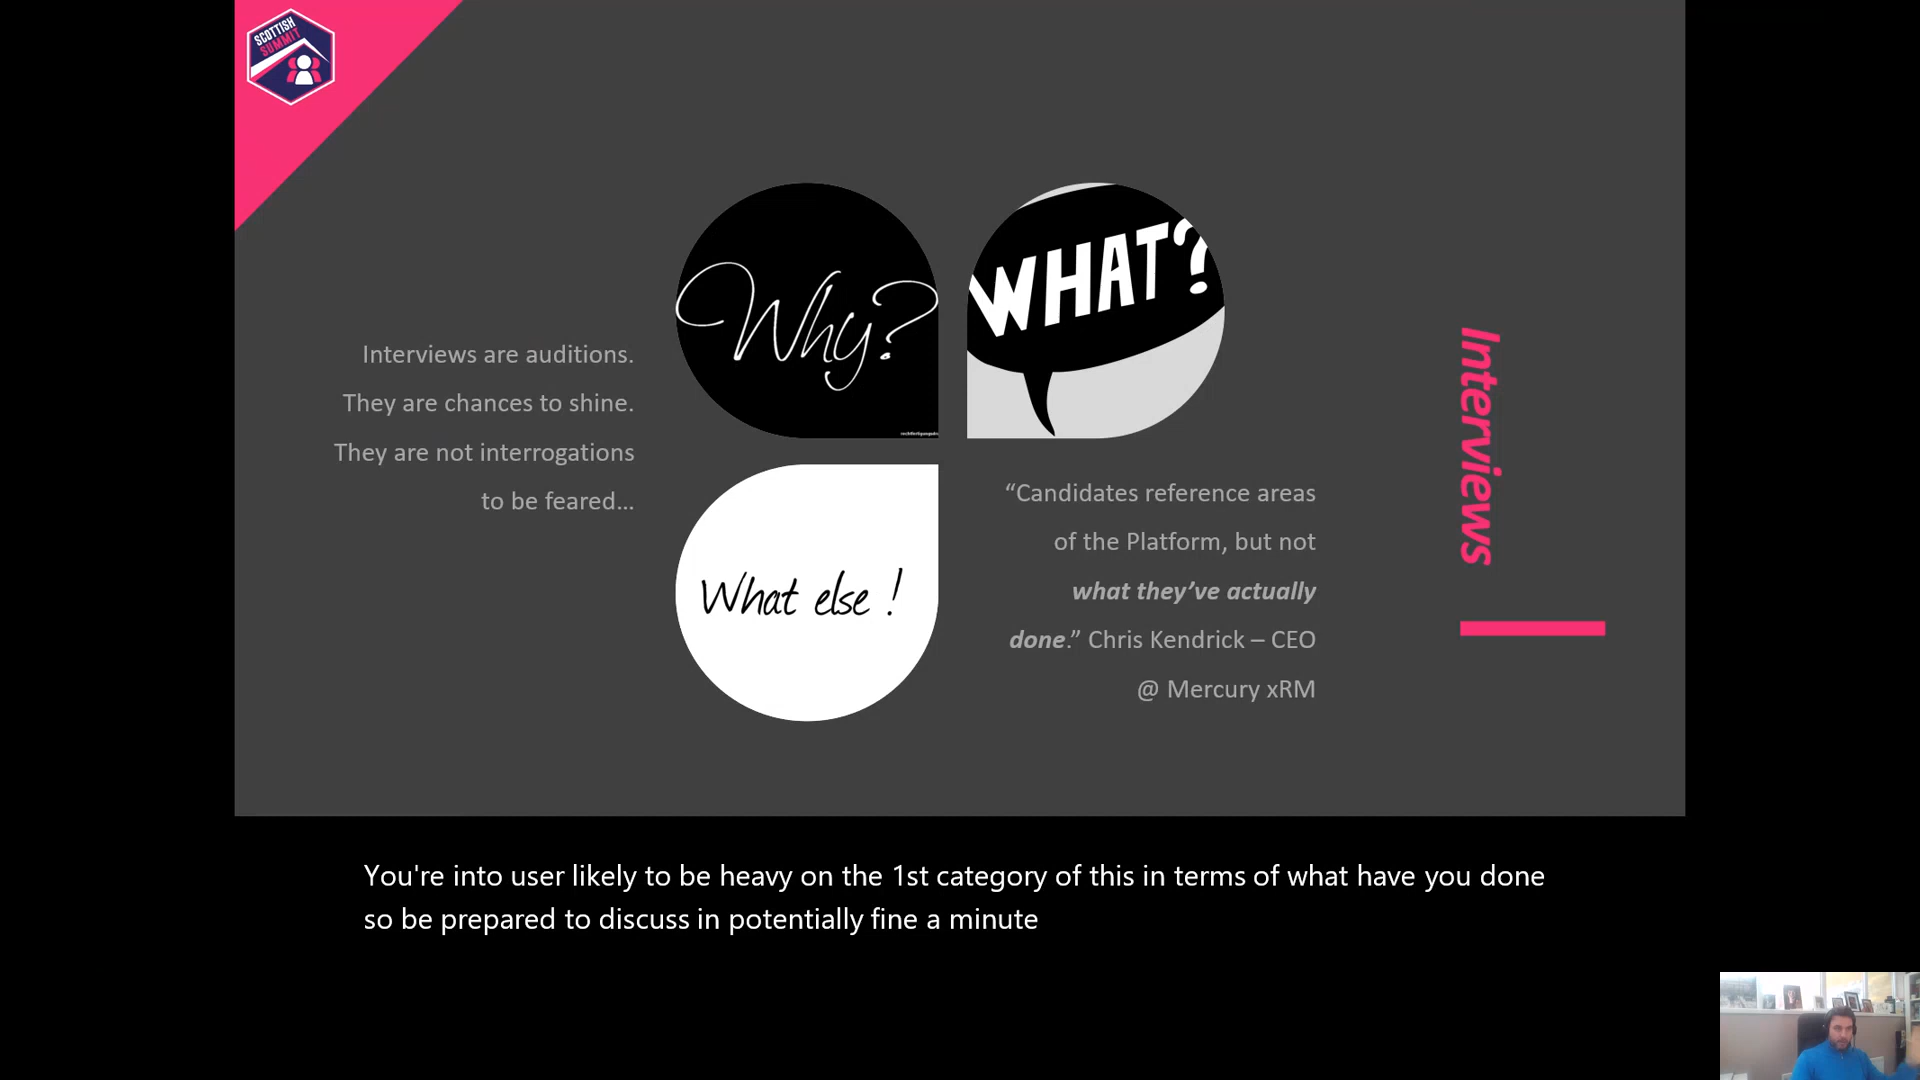 SCOTTISH
SUMMIT
Why?
WHAT?
Interviews are auditions.
They are chances to shine.
They are not interrogations
to be feared...
What else !
“Candidates reference areas
of the Platform, but not
what they’ve actually
done.” Chris Kendrick – CEO
@ Mercury xRM
Interviews
You're into user likely to be heavy on the 1st category of this in terms of what have you done
so be prepared to discuss in potentially fine a minute